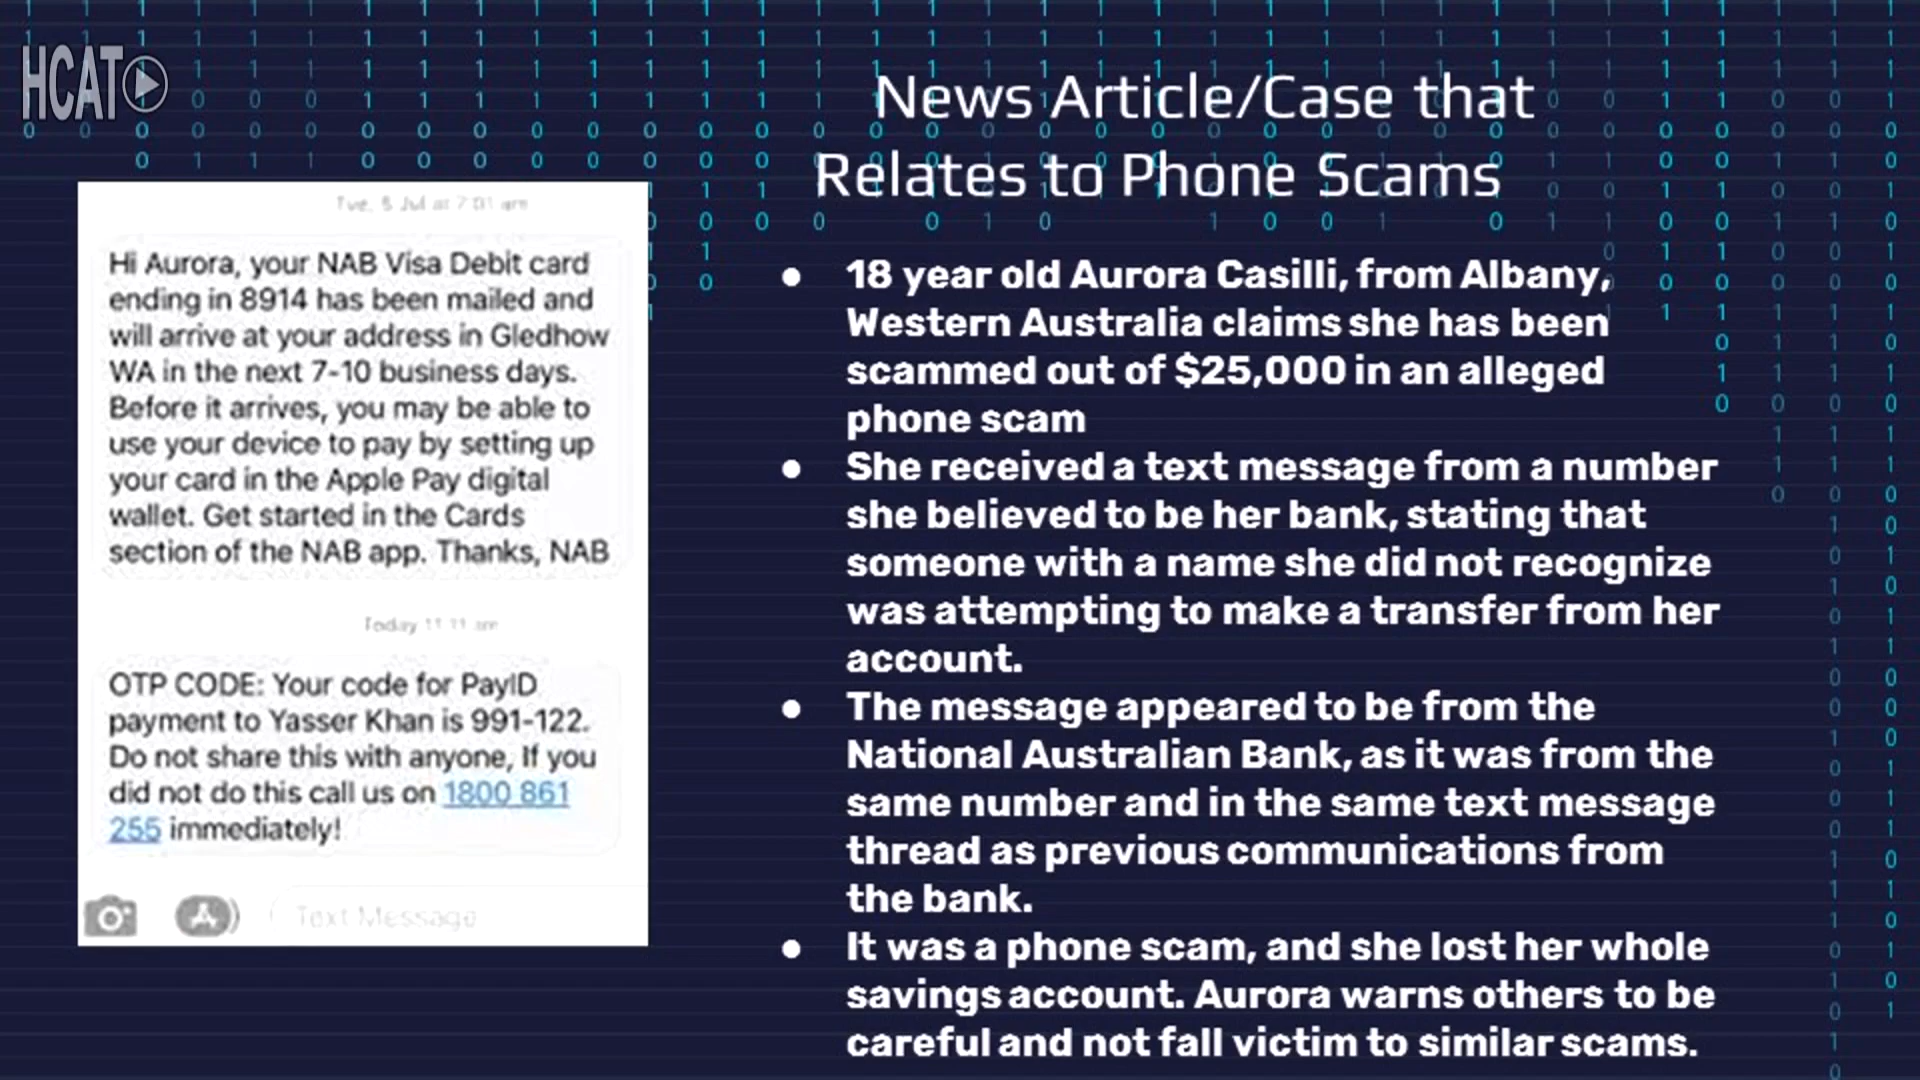 HCAT
News Article/Case that
Relates to Phone Scams
Tue, 5 Jul at 7:01 am
Hi Aurora, your NAB Visa Debit card
ending in 8914 has been mailed and
will arrive at your address in Gledhow
WA in the next 7-10 business days.
Before it arrives, you may be able to
use your device to pay by setting up
your card in the Apple Pay digital
wallet. Get started in the Cards
section of the NAB app. Thanks, NAB
Today 11:11 am
OTP CODE: Your code for PayID
payment to Yasser Khan is 991-122.
Do not share this with anyone, If you
did not do this call us on 1800 861
255 immediately!
Text Message
● 18 year old Aurora Casilli, from Albany,
Western Australia claims she has been
scammed out of $25,000 in an alleged
phone scam
● She received a text message from a number
she believed to be her bank, stating that
someone with a name she did not recognize
was attempting to make a transfer from her
account.
● The message appeared to be from the
National Australian Bank, as it was from the
same number and in the same text message
thread as previous communications from
the bank.
● It was a phone scam, and she lost her whole
savings account. Aurora warns others to be
careful and not fall victim to similar scams.